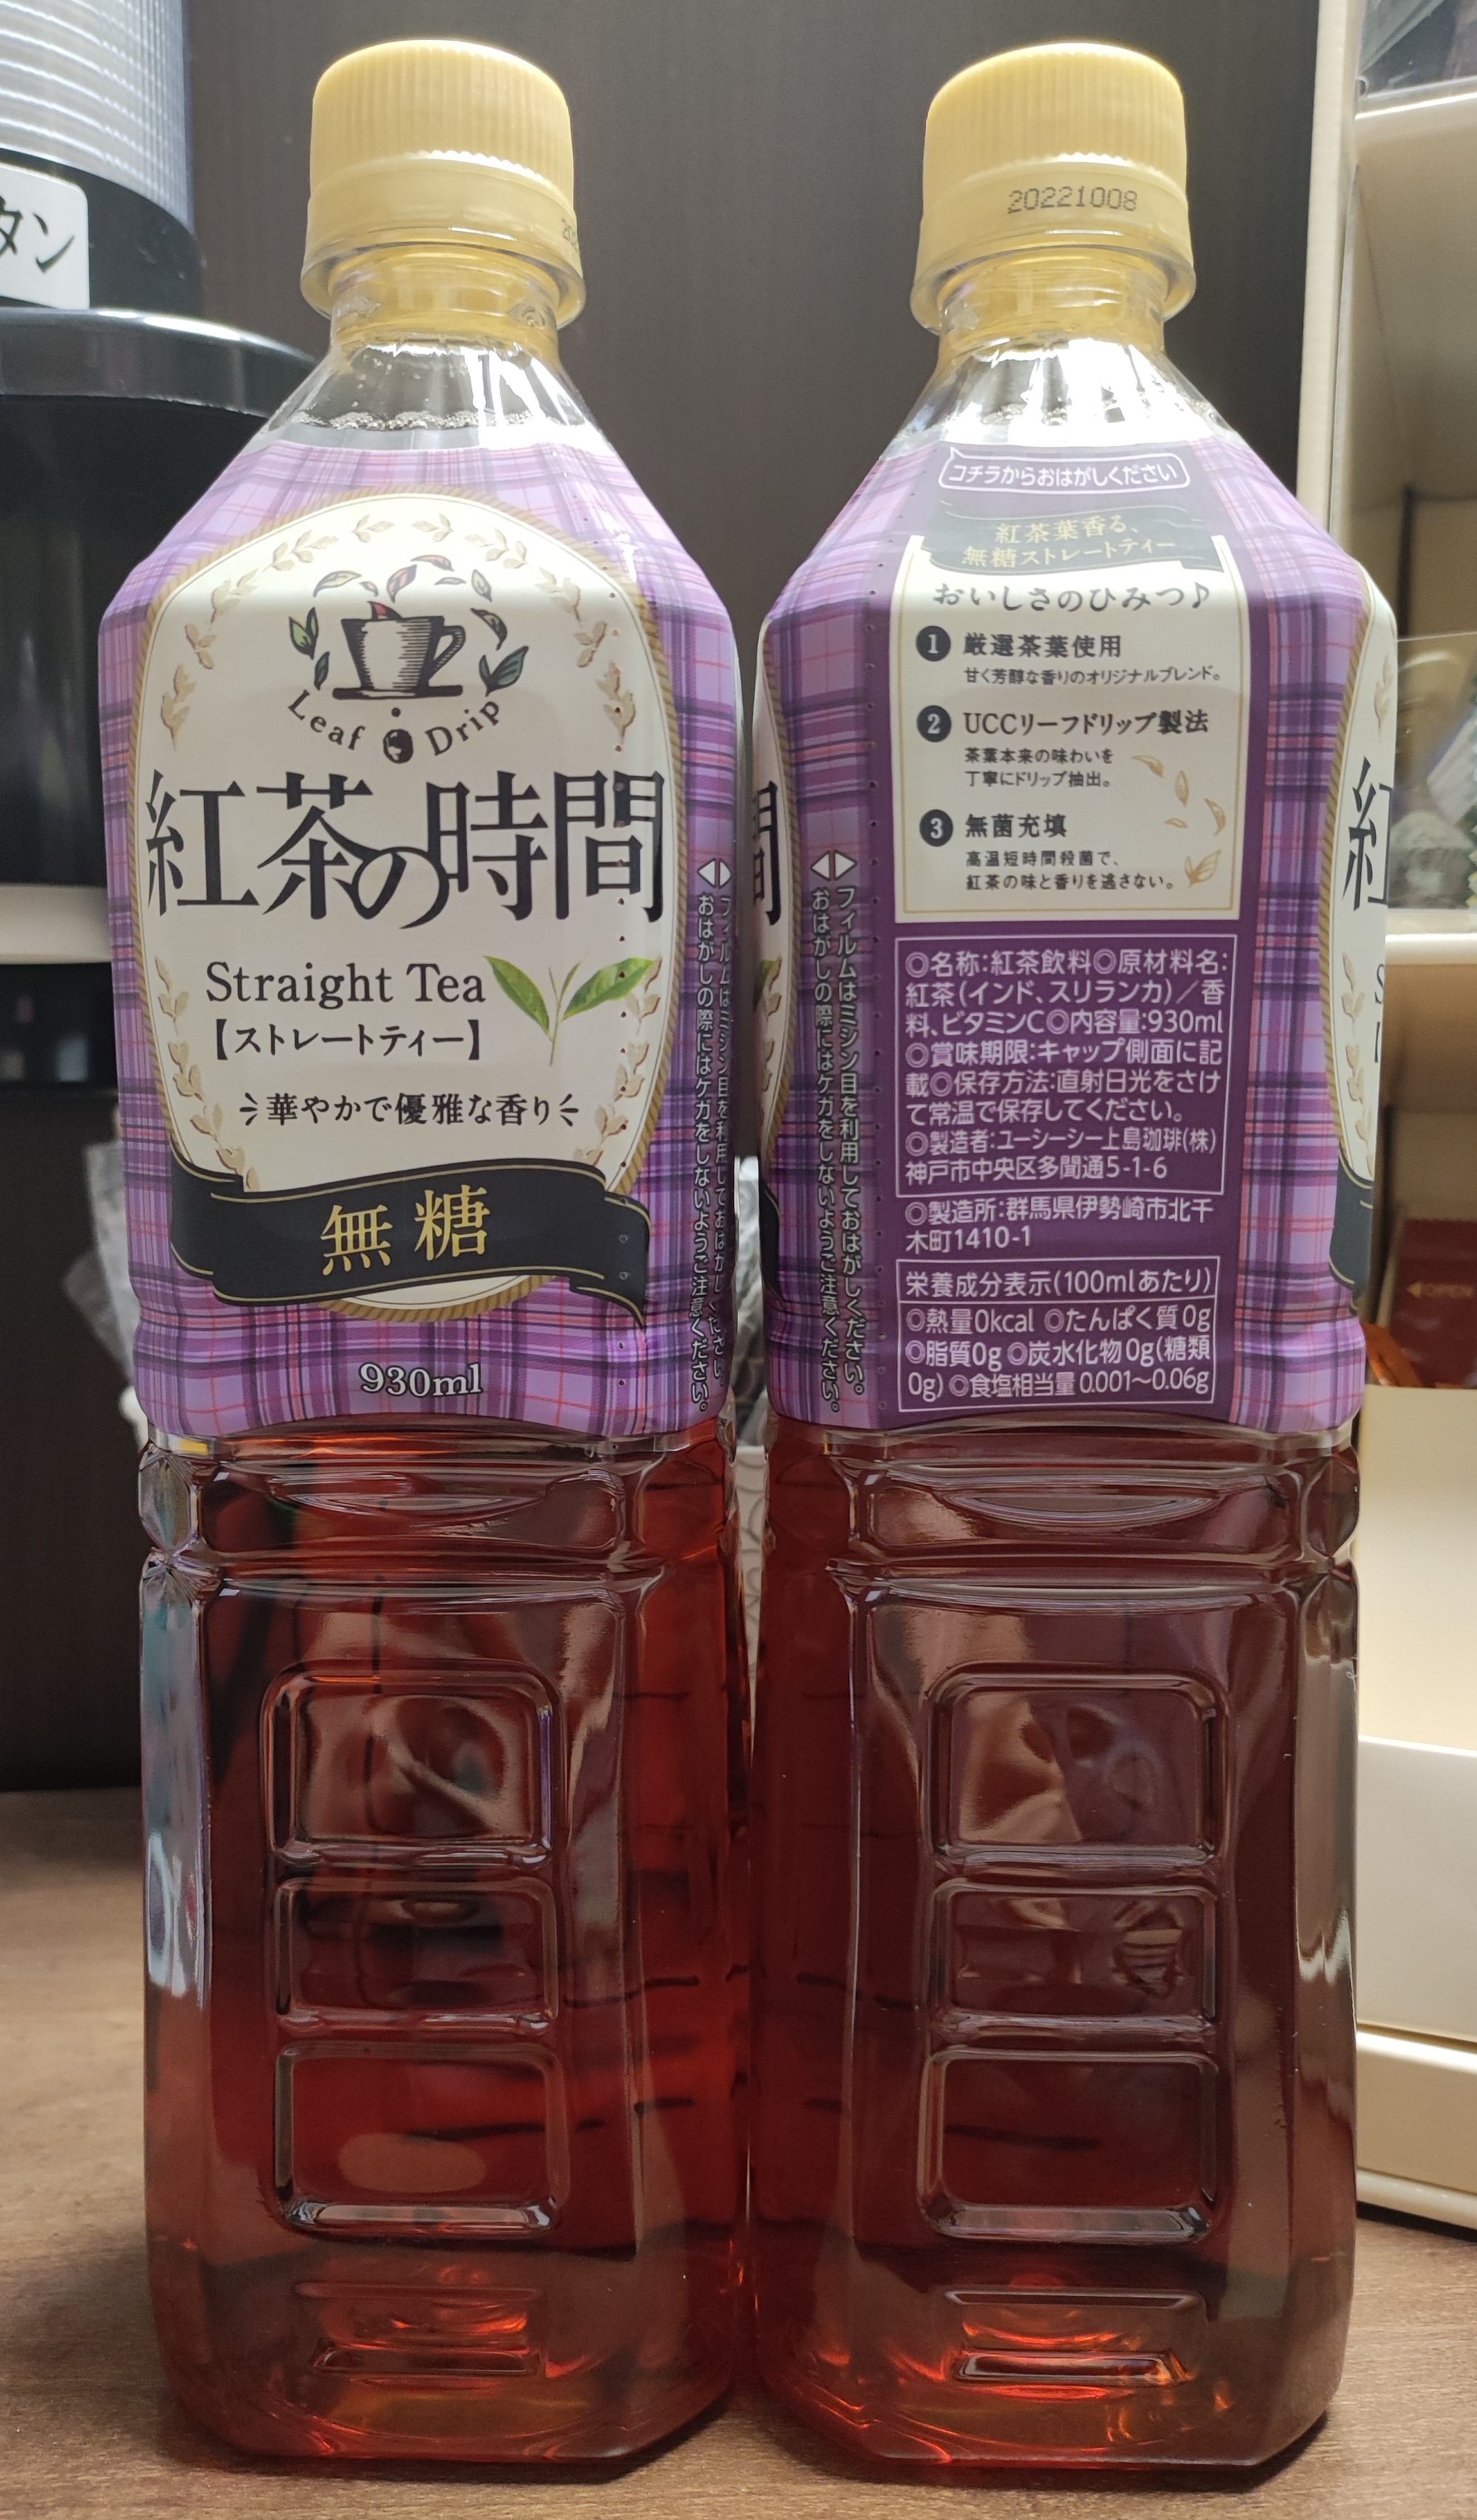 タン
Leaf Drip
紅茶の時間
Straight Tea
【ストレートティー】
華やかで優雅な香り
無糖
930ml
フィルムはミシン目を利用しておはがしください。
おはがしの際にはケガをしないようご注意ください。
20221008
コチラからおはがしください
紅茶葉香る、
無糖ストレートティー
おいしさのひみつ♪
1 厳選茶葉使用
甘く芳醇な香りのオリジナルブレンド。
2 UCCリーフドリップ製法
茶葉本来の味わいを
丁寧にドリップ抽出。
3 無菌充填
高温短時間殺菌で、
紅茶の味と香りを逃さない。
フィルムはミシン目を利用しておはがしください。
おはがしの際にはケガをしないようご注意ください。
◎名称:紅茶飲料◎原材料名:
紅茶(インド、スリランカ)／香
料、ビタミンC◎内容量:930ml
◎賞味期限:キャップ側面に記
載◎保存方法:直射日光をさけ
て常温で保存してください。
◎製造者:ユーシーシー上島珈琲(株)
神戸市中央区多聞通5-1-6
◎製造所:群馬県伊勢崎市北千
木町1410-1
栄養成分表示(100mlあたり)
◎熱量0kcal ◎たんぱく質0g
◎脂質0g ◎炭水化物0g(糖類
0g) ◎食塩相当量0.001～0.06g
間
紅
OPEN